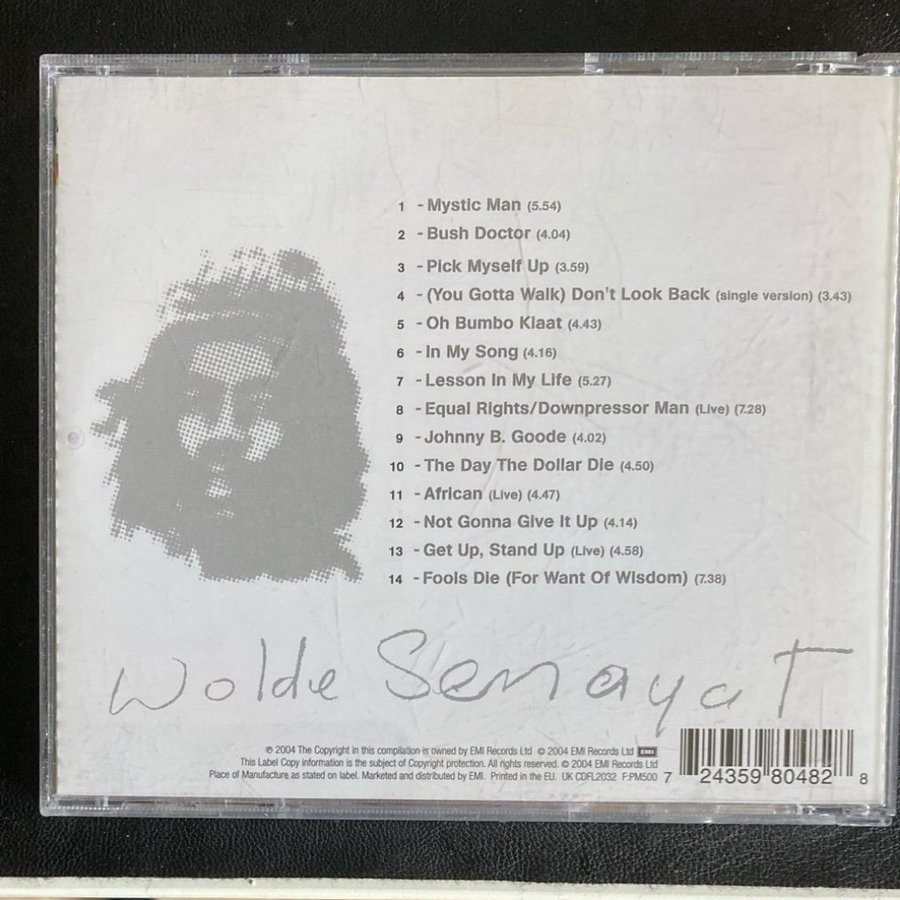 1 - Mystic Man (5.54)
2 - Bush Doctor (4.04)
3 - Pick Myself Up (3.59)
4 - (You Gotta Walk) Don't Look Back (single version) (3.43)
5 - Oh Bumbo Klaat (4.43)
6 - In My Song (4.16)
7 - Lesson In My Life (5.27)
8 - Equal Rights/Downpressor Man (Live) (7.28)
9 - Johnny B. Goode (4.02)
10 - The Day The Dollar Die (4.50)
11 - African (Live) (4.47)
12 - Not Gonna Give It Up (4.14)
13 - Get Up, Stand Up (Live) (4.58)
14 - Fools Die (For Want Of Wisdom) (7.38)
Wolde Semayat
℗ 2004 The Copyright in this compilation is owned by EMI Records Ltd © 2004 EMI Records Ltd EMI
This Label Copy information is the subject of Copyright protection. All rights reserved. © 2004 EMI Records Ltd
Place of Manufacture as stated on label. Marketed and distributed by EMI. Printed in the EU. UK CDFL2032 F:PM500
7 24359 80482 8